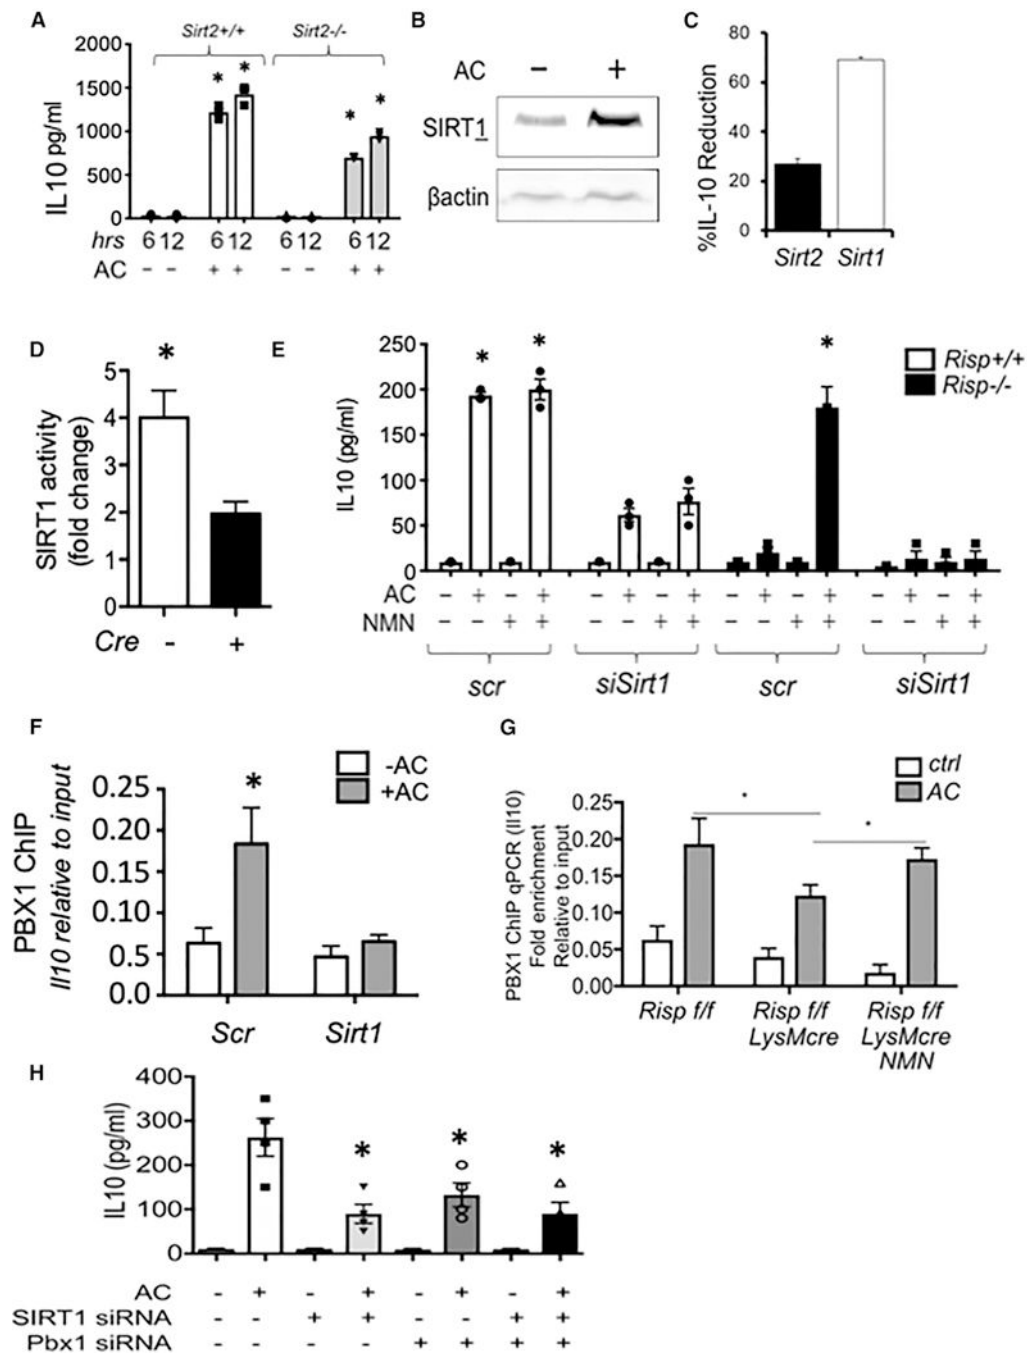 A
Sirt2+/+ Sirt2-/-
2000
1500
1000
500
0
IL10 pg/ml
* * * *
hrs 6 12 6 12 6 12 6 12
AC - - + + - - + +
B
AC - +
SIRT1
βactin
C
80
60
40
20
0
%IL-10 Reduction
Sirt2 Sirt1
D
*
5
4
3
2
1
0
SIRT1 activity
(fold change)
Cre - +
E
250
200
150
100
50
0
IL10 (pg/ml)
* * *
Risp+/+
Risp-/-
AC - + - + - + - + - + - + - + - +
NMN - - + + - - + + - - + + - - + +
scr siSirt1 scr siSirt1
F
-AC
+AC
*
0.25
0.20
0.15
0.10
0.5
0.0
PBX1 ChIP
Il10 relative to input
Scr Sirt1
G
ctrl
AC
* *
0.25
0.20
0.15
0.10
0.05
0.00
PBX1 ChIP qPCR (Il10)
Fold enrichment
Relative to input
Risp f/f Risp f/f Risp f/f
LysMcre LysMcre
NMN
H
400
300
200
100
0
IL10 (pg/ml)
* * *
AC - + - + - + - +
SIRT1 siRNA - - + + - - + +
Pbx1 siRNA - - - - + + + +